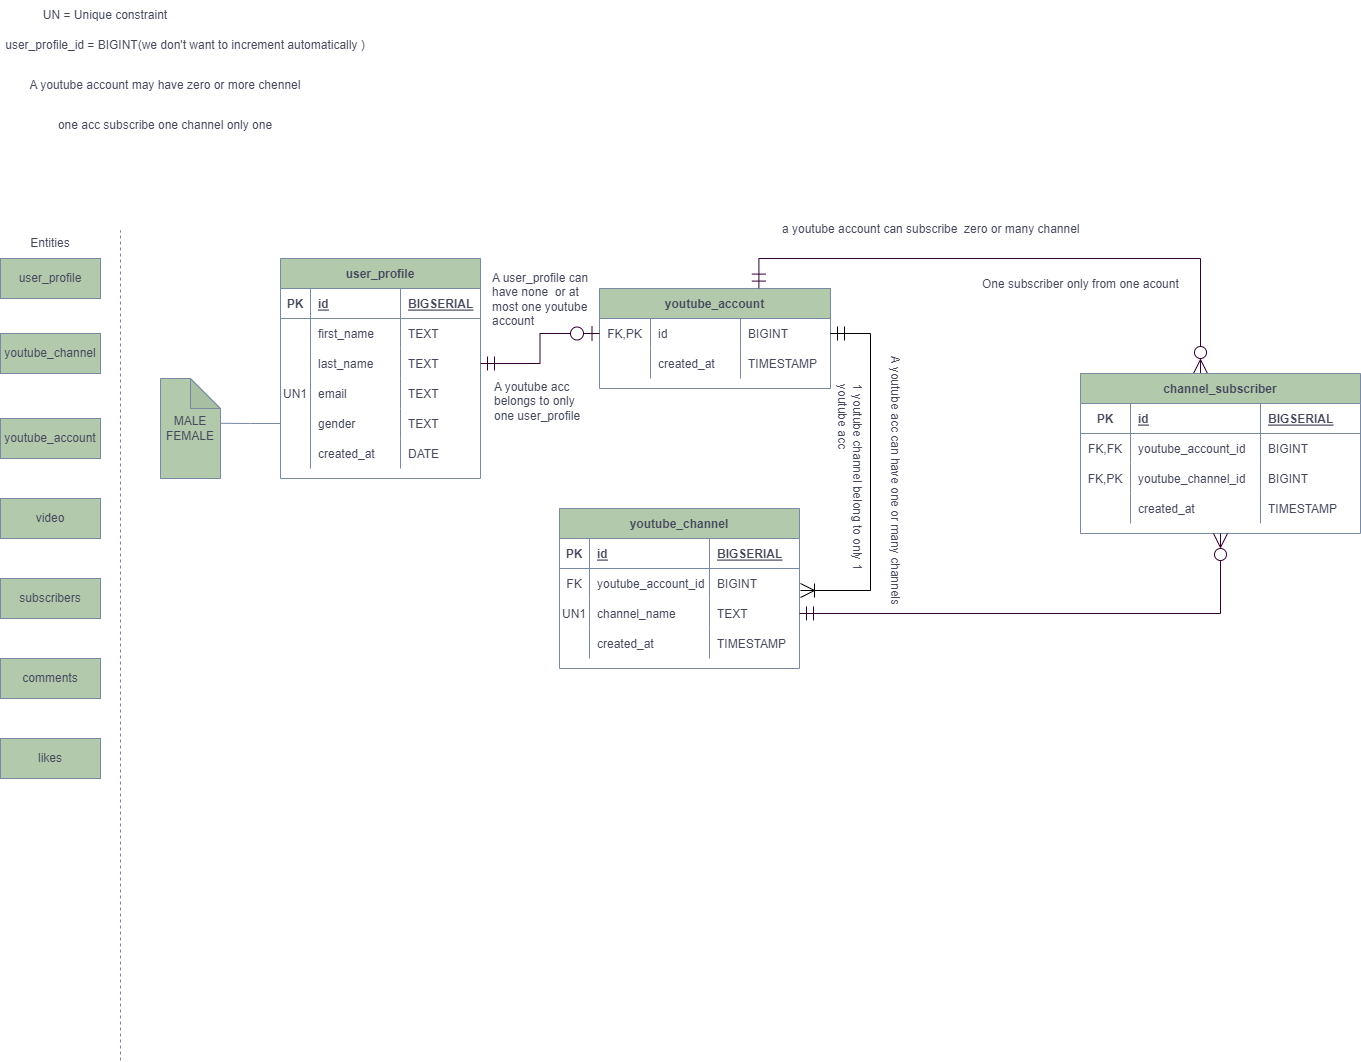 UN = Unique constraint
user_profile_id = BIGINT(we don't want to increment automatically )
A youtube account may have zero or more chennel
one acc subscribe one channel only one
Entities
user_profile
youtube_channel
youtube_account
video
subscribers
comments
likes
MALE
FEMALE
user_profile
PK id BIGSERIAL
first_name TEXT
last_name TEXT
UN1 email TEXT
gender TEXT
created_at DATE
A user_profile can
have none or at
most one youtube
account
A youtube acc
belongs to only
one user_profile
youtube_account
FK,PK id BIGINT
created_at TIMESTAMP
a youtube account can subscribe zero or many channel
One subscriber only from one acount
1 youtube channel belong to only 1
youtube acc
A youtube acc can have one or many channels
youtube_channel
PK id BIGSERIAL
FK youtube_account_id BIGINT
UN1 channel_name TEXT
created_at TIMESTAMP
channel_subscriber
PK id BIGSERIAL
FK,FK youtube_account_id BIGINT
FK,PK youtube_channel_id BIGINT
created_at TIMESTAMP